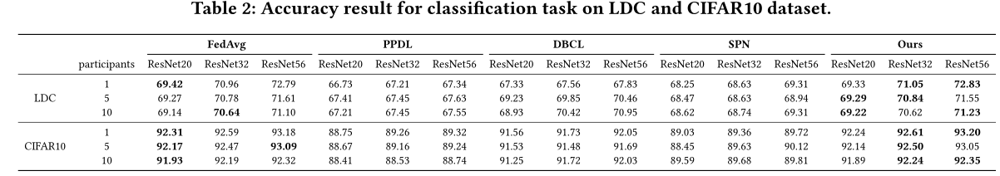 Table 2: Accuracy result for classification task on LDC and CIFAR10 dataset.
FedAvg PPDL DBCL SPN Ours
participants ResNet20 ResNet32 ResNet56 ResNet20 ResNet32 ResNet56 ResNet20 ResNet32 ResNet56 ResNet20 ResNet32 ResNet56 ResNet20 ResNet32 ResNet56
1 69.42 70.96 72.79 66.73 67.21 67.34 67.33 67.56 67.83 68.25 68.63 69.31 69.33 71.05 72.83
LDC 5 69.27 70.78 71.61 67.41 67.45 67.63 69.23 69.85 70.46 68.47 68.63 68.94 69.29 70.84 71.55
10 69.14 70.64 71.10 67.21 67.45 67.55 68.93 70.42 70.95 68.62 68.74 69.31 69.22 70.62 71.23
1 92.31 92.59 93.18 88.75 89.26 89.32 91.56 91.73 92.05 89.03 89.36 89.72 92.24 92.61 93.20
CIFAR10 5 92.17 92.47 93.09 88.67 89.16 89.24 91.53 91.48 91.69 88.45 89.63 90.12 92.14 92.50 93.05
10 91.93 92.19 92.32 88.41 88.53 88.74 91.25 91.72 92.03 89.59 89.68 89.81 91.89 92.24 92.35